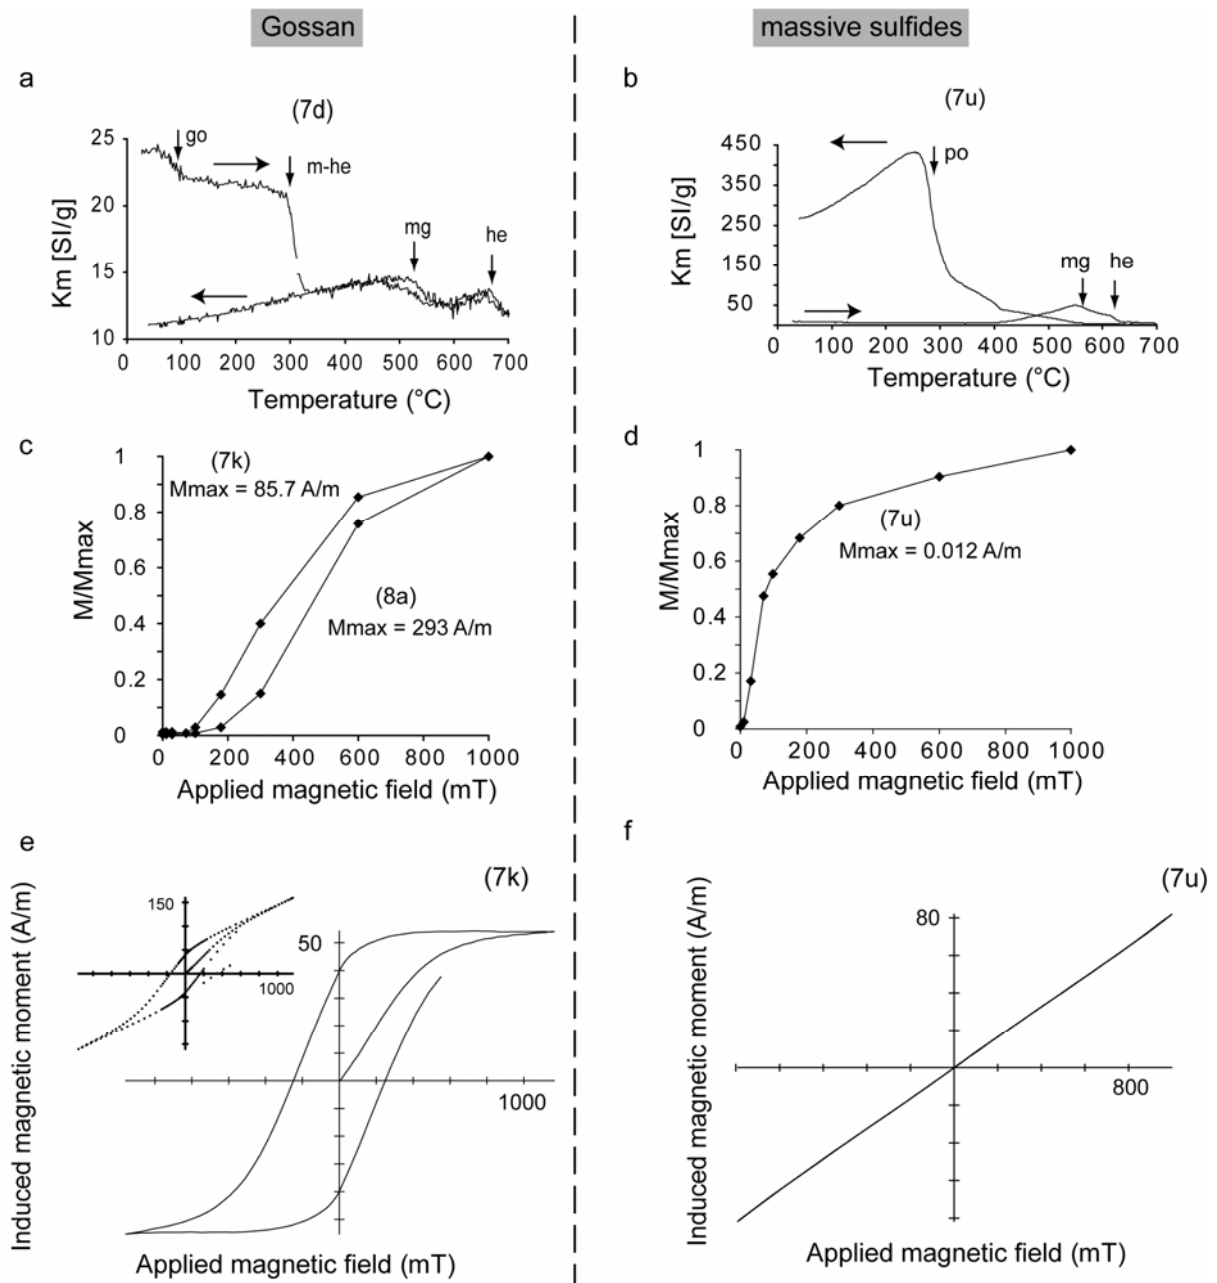 Gossan
massive sulfides
a
(7d)
25
20
15
10
0 100 200 300 400 500 600 700
go
m-he
mg
he
Km [SI/g]
Temperature (°C)
b
(7u)
450
350
250
150
50
0 100 200 300 400 500 600 700
po
mg
he
Km [SI/g]
Temperature (°C)
c
(7k)
Mmax = 85.7 A/m
(8a)
Mmax = 293 A/m
1
0.8
0.6
0.4
0.2
0
0 200 400 600 800 1000
M/Mmax
Applied magnetic field (mT)
d
(7u)
Mmax = 0.012 A/m
1
0.8
0.6
0.4
0.2
0
0 200 400 600 800 1000
M/Mmax
Applied magnetic field (mT)
e
(7k)
150
1000
50
1000
Induced magnetic moment (A/m)
Applied magnetic field (mT)
f
(7u)
80
800
Induced magnetic moment (A/m)
Applied magnetic field (mT)